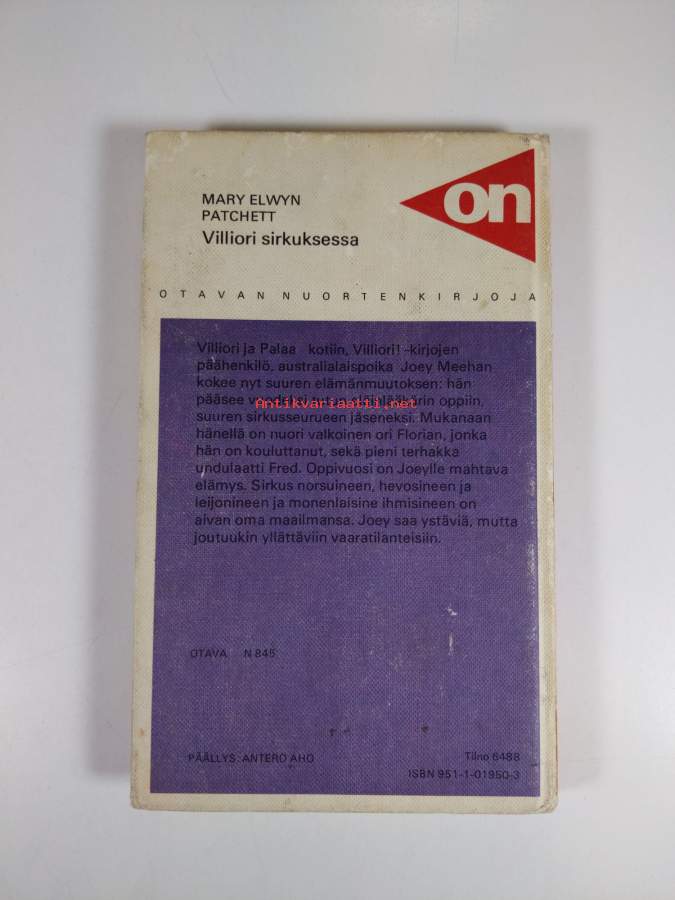 on
MARY ELWYN
PATCHETT
Villiori sirkuksessa
OTAVAN NUORTENKIRJOJA
Villiori ja Palaa kotiin, Villiori! -kirjojen
päähenkilö, australialaispoika Joey Meehan
kokee nyt suuren elämänmuutoksen: hän
pääsee eläinlääkärin oppiin,
Antikvariaatti.net
suuren sirkusseurueen jäseneksi. Mukanaan
hänellä on nuori valkoinen ori Florian, jonka
hän on kouluttanut, sekä pieni terhakka
undulaatti Fred. Oppivuosi on Joeylle mahtava
elämys. Sirkus norsuineen, hevosineen ja
leijonineen ja monenlaisine ihmisineen on
aivan oma maailmansa. Joey saa ystäviä, mutta
joutuukin yllättäviin vaaratilanteisiin.
OTAVA N 845
PÄÄLLYS: ANTERO AHO
Tilno 6488
ISBN 951-1-01950-3